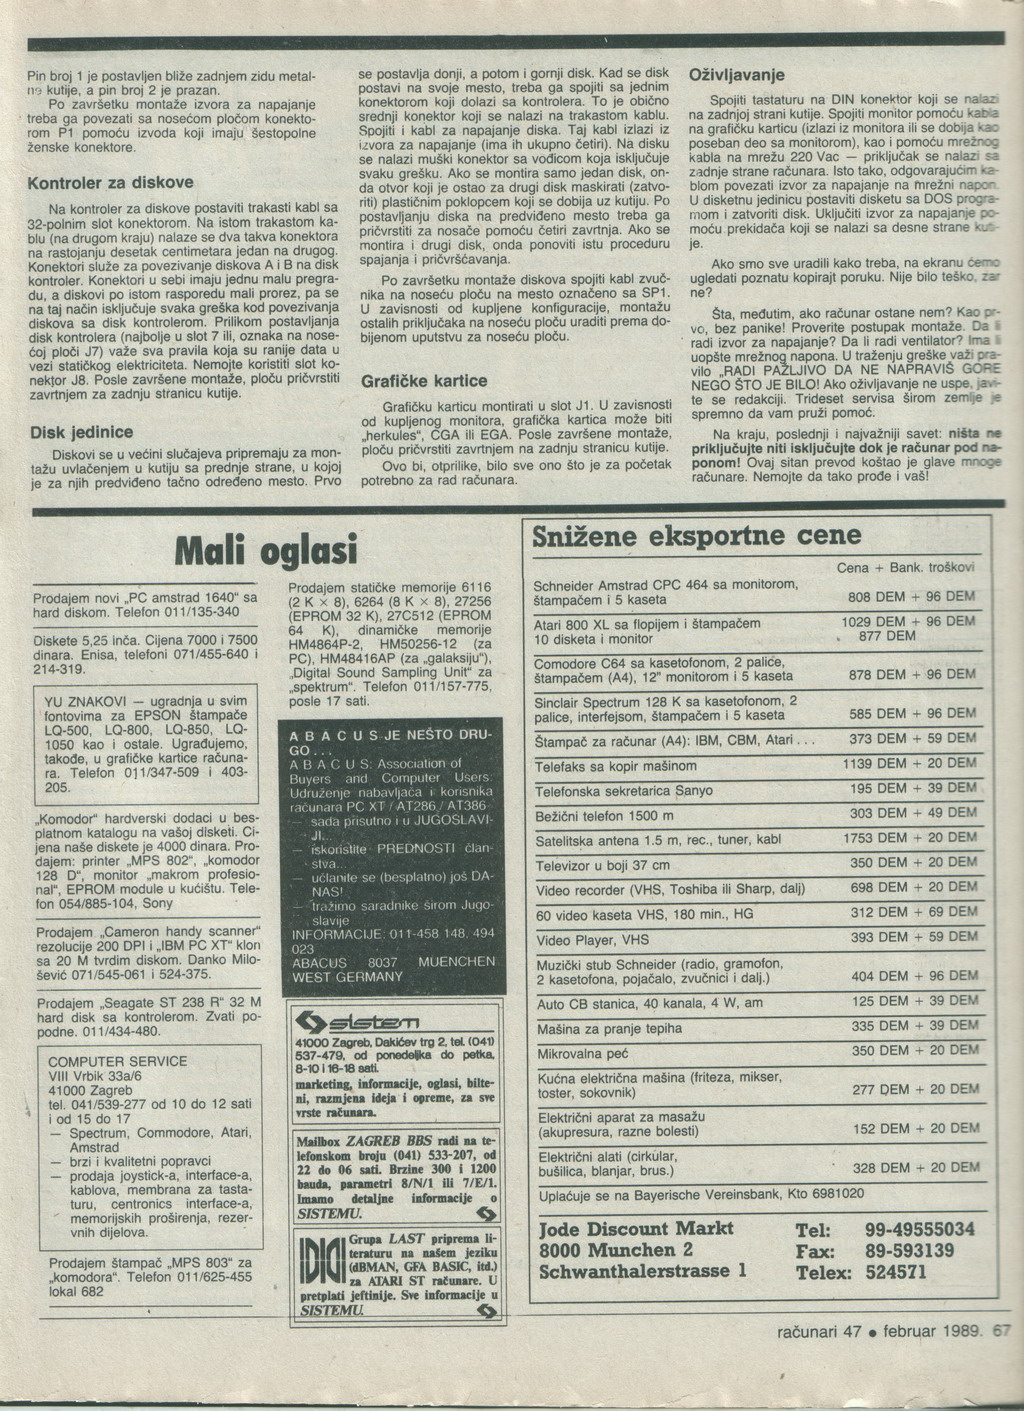 Pin broj 1 je postavljen bliže zadnjem zidu metal-
ne kutije, a pin broj 2 je prazan.
Po završetku montaže izvora za napajanje
treba ga povezati sa nosećom pločom konekto-
rom P1 pomoću izvoda koji imaju šestopolne
ženske konektore.
Kontroler za diskove
Na kontroler za diskove postaviti trakasti kabl sa
32-polnim slot konektorom. Na istom trakastom ka-
blu (na drugom kraju) nalaze se dva takva konektora
na rastojanju desetak centimetara jedan na drugog.
Konektori služe za povezivanje diskova A i B na disk
kontroler. Konektori u sebi imaju jednu malu pregra-
du, a diskovi po istom rasporedu mali prorez, pa se
na taj način isključuje svaka greška kod povezivanja
diskova sa disk kontrolerom. Prilikom postavljanja
disk kontrolera (najbolje u slot 7 ili, oznaka na nose-
ćoj ploči J7) važe sva pravila koja su ranije data u
vezi statičkog elektriciteta. Nemojte koristiti slot ko-
nektor J8. Posle završene montaže, ploču pričvrstiti
zavrtnjem za zadnju stranicu kutije.
Disk jedinice
Diskovi se u većini slučajeva pripremaju za mon-
tažu uvlačenjem u kutiju sa prednje strane, u kojoj
je za njih predviđeno tačno određeno mesto. Prvo
se postavlja donji, a potom i gornji disk. Kad se disk
postavi na svoje mesto, treba ga spojiti sa jednim
konektorom koji dolazi sa kontrolera. To je obično
srednji konektor koji se nalazi na trakastom kablu.
Spojiti i kabl za napajanje diska. Taj kabl izlazi iz
izvora za napajanje (ima ih ukupno četiri). Na disku
se nalazi muški konektor sa vođicom koja isključuje
svaku grešku. Ako se montira samo jedan disk, on-
da otvor koji je ostao za drugi disk maskirati (zatvo-
riti) plastičnim poklopcem koji se dobija uz kutiju. Po
postavljanju diska na predviđeno mesto treba ga
pričvrstiti za nosače pomoću četiri zavrtnja. Ako se
montira i drugi disk, onda ponoviti istu proceduru
spajanja i pričvršćavanja.
Po završetku montaže diskova spojiti kabl zvuč-
nika na noseću ploču na mesto označeno sa SP1.
U zavisnosti od kupljene konfiguracije, montažu
ostalih priključaka na noseću ploču uraditi prema do-
bijenom uputstvu za noseću ploču.
Grafičke kartice
Grafičku karticu montirati u slot J1. U zavisnosti
od kupljenog monitora, grafička kartica može biti
„herkules“, CGA ili EGA. Posle završene montaže,
ploču pričvrstiti zavrtnjem na zadnju stranicu kutije.
Ovo bi, otprilike, bilo sve ono što je za početak
potrebno za rad računara.
Oživljavanje
Spojiti tastaturu na DIN konektor koji se nalazi
na zadnjoj strani kutije. Spojiti monitor pomoću kabla
na grafičku karticu (izlazi iz monitora ili se dobija kao
poseban deo sa monitorom), kao i pomoću mrežnog
kabla na mrežu 220 Vac — priključak se nalazi sa
zadnje strane računara. Isto tako, odgovarajućim ka-
blom povezati izvor za napajanje na mrežni napon.
U disketnu jedinicu postaviti disketu sa DOS progra-
mom i zatvoriti disk. Uključiti izvor za napajanje po-
moću prekidača koji se nalazi sa desne strane kuti-
je.
Ako smo sve uradili kako treba, na ekranu ćemo
ugledati poznatu kopirajt poruku. Nije bilo teško, zar
ne?
Šta, međutim, ako računar ostane nem? Kao pr-
vo, bez panike! Proverite postupak montaže. Da li
radi izvor za napajanje? Da li radi ventilator? Ima li
uopšte mrežnog napona. U traženju greške važi pra-
vilo „RADI PAŽLJIVO DA NE NAPRAVIŠ GORE
NEGO ŠTO JE BILO! Ako oživljavanje ne uspe, javi-
te se redakciji. Trideset servisa širom zemlje je
spremno da vam pruži pomoć.
Na kraju, poslednji i najvažniji savet: ništa ne
priključujte niti isključujte dok je računar pod na-
ponom! Ovaj sitan prevod koštao je glave mnoge
računare. Nemojte da tako prođe i vaš!
Mali oglasi
Prodajem novi „PC amstrad 1640“ sa
hard diskom. Telefon 011/135-340
Diskete 5,25 inča. Cijena 7000 i 7500
dinara. Enisa, telefoni 071/455-640 i
214-319.
YU ZNAKOVI — ugradnja u svim
fontovima za EPSON štampače
LQ-500, LQ-800, LQ-850, LQ-
1050 kao i ostale. Ugrađujemo,
takođe, u grafičke kartice računa-
ra. Telefon 011/347-509 i 403-
205.
„Komodor“ hardverski dodaci u bes-
platnom katalogu na vašoj disketi. Ci-
jena naše diskete je 4000 dinara. Pro-
dajem: printer „MPS 802“, „komodor
128 D“, monitor „makrom profesio-
nal“, EPROM module u kućištu. Tele-
fon 054/885-104, Sony
Prodajem „Cameron handy scanner“
rezolucije 200 DPI i „IBM PC XT“ klon
sa 20 M tvrdim diskom. Danko Milo-
šević 071/545-061 i 524-375.
Prodajem „Seagate ST 238 R“ 32 M
hard disk sa kontrolerom. Zvati po-
podne. 011/434-480.
COMPUTER SERVICE
VIII Vrbik 33a/6
41000 Zagreb
tel. 041/539-277 od 10 do 12 sati
i od 15 do 17
— Spectrum, Commodore, Atari,
Amstrad
— brzi i kvalitetni popravci
— prodaja joystick-a, interface-a,
kablova, membrana za tasta-
turu, centronics interface-a,
memorijskih proširenja, rezer-
vnih dijelova.
Prodajem štampač „MPS 803“ za
„komodora“. Telefon 011/625-455
lokal 682
Prodajem statičke memorije 6116
(2 K × 8), 6264 (8 K × 8), 27256
(EPROM 32 K), 27C512 (EPROM
64 K), dinamičke memorije
HM4864P-2, HM50256-12 (za
PC), HM48416AP (za „galaksiju“),
„Digital Sound Sampling Unit“ za
„spektrum“. Telefon 011/157-775,
posle 17 sati.
A B A C U S JE NEŠTO DRU-
GO . . .
A B A C U S: Association of
Buyers and Computer Users:
Udruženje nabavljača i korisnika
računara PC XT / AT286 / AT386
— sada prisutno i u JUGOSLAVI-
JI...
— iskoristite PREDNOSTI član-
stva...
— učlanite se (besplatno) još DA-
NAS!
— tražimo saradnike širom Jugo-
slavije
INFORMACIJE: 011-458 148, 494
023
ABACUS 8037 MUENCHEN
WEST GERMANY
sistem
41000 Zagreb, Dakićev trg 2, tel. (041)
537-479, od ponedeljka do petka,
8-10 i 16-18 sati.
marketing, informacije, oglasi, bilte-
ni, razmjena ideja i opreme, za sve
vrste računara.
Mailbox ZAGREB BBS radi na te-
lefonskom broju (041) 533-207, od
22 do 06 sati. Brzine 300 i 1200
bauda, parametri 8/N/1 ili 7/E/1.
Imamo detaljne informacije o
SISTEMU.
Grupa LAST priprema li-
teraturu na našem jeziku
(dBMAN, GFA BASIC, itd.)
za ATARI ST računare. U
pretplati jeftinije. Sve informacije u
SISTEMU.
Snižene eksportne cene
Cena + Bank. troškovi
Schneider Amstrad CPC 464 sa monitorom,
štampačem i 5 kaseta 808 DEM + 96 DEM
Atari 800 XL sa flopijem i štampačem 1029 DEM + 96 DEM
10 disketa i monitor 877 DEM
Comodore C64 sa kasetofonom, 2 palice,
štampačem (A4), 12" monitorom i 5 kaseta 878 DEM + 96 DEM
Sinclair Spectrum 128 K sa kasetofonom, 2
palice, interfejsom, štampačem i 5 kaseta 585 DEM + 96 DEM
Štampač za računar (A4): IBM, CBM, Atari . . . 373 DEM + 59 DEM
Telefaks sa kopir mašinom 1139 DEM + 20 DEM
Telefonska sekretarica Sanyo 195 DEM + 39 DEM
Bežični telefon 1500 m 303 DEM + 49 DEM
Satelitska antena 1.5 m, rec., tuner, kabl 1753 DEM + 20 DEM
Televizor u boji 37 cm 350 DEM + 20 DEM
Video recorder (VHS, Toshiba ili Sharp, dalj) 698 DEM + 20 DEM
60 video kaseta VHS, 180 min., HG 312 DEM + 69 DEM
Video Player, VHS 393 DEM + 59 DEM
Muzički stub Schneider (radio, gramofon,
2 kasetofona, pojačalo, zvučnici i dalj.) 404 DEM + 96 DEM
Auto CB stanica, 40 kanala, 4 W, am 125 DEM + 39 DEM
Mašina za pranje tepiha 335 DEM + 39 DEM
Mikrovalna peć 350 DEM + 20 DEM
Kućna električna mašina (friteza, mikser,
toster, sokovnik) 277 DEM + 20 DEM
Električni aparat za masažu
(akupresura, razne bolesti) 152 DEM + 20 DEM
Električni alati (cirkular,
bušilica, blanjar, brus.) 328 DEM + 20 DEM
Uplaćuje se na Bayerische Vereinsbank, Kto 6981020
Jode Discount Markt Tel: 99-49555034
8000 Munchen 2 Fax: 89-593139
Schwanthalerstrasse 1 Telex: 524571
računari 47 • februar 1989. 67